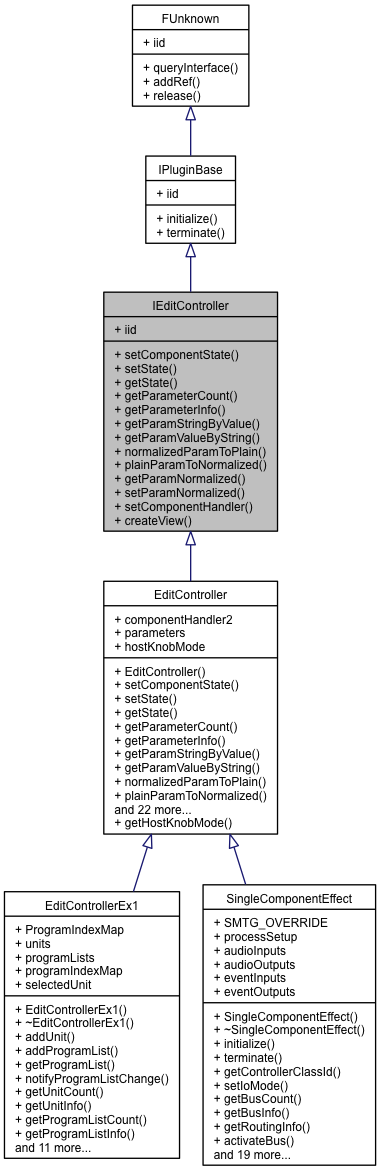 FUnknown
+ iid
+ queryInterface()
+ addRef()
+ release()
IPluginBase
+ iid
+ initialize()
+ terminate()
IEditController
+ iid
+ setComponentState()
+ setState()
+ getState()
+ getParameterCount()
+ getParameterInfo()
+ getParamStringByValue()
+ getParamValueByString()
+ normalizedParamToPlain()
+ plainParamToNormalized()
+ getParamNormalized()
+ setParamNormalized()
+ setComponentHandler()
+ createView()
EditController
+ componentHandler2
+ parameters
+ hostKnobMode
+ EditController()
+ setComponentState()
+ setState()
+ getState()
+ getParameterCount()
+ getParameterInfo()
+ getParamStringByValue()
+ getParamValueByString()
+ normalizedParamToPlain()
+ plainParamToNormalized()
and 22 more...
+ getHostKnobMode()
EditControllerEx1
+ ProgramIndexMap
+ units
+ programLists
+ programIndexMap
+ selectedUnit
+ EditControllerEx1()
+ ~EditControllerEx1()
+ addUnit()
+ addProgramList()
+ getProgramList()
+ notifyProgramListChange()
+ getUnitCount()
+ getUnitInfo()
+ getProgramListCount()
+ getProgramListInfo()
and 11 more...
SingleComponentEffect
+ SMTG_OVERRIDE
+ processSetup
+ audioInputs
+ audioOutputs
+ eventInputs
+ eventOutputs
+ SingleComponentEffect()
+ ~SingleComponentEffect()
+ initialize()
+ terminate()
+ getControllerClassId()
+ setIoMode()
+ getBusCount()
+ getBusInfo()
+ getRoutingInfo()
+ activateBus()
and 19 more...